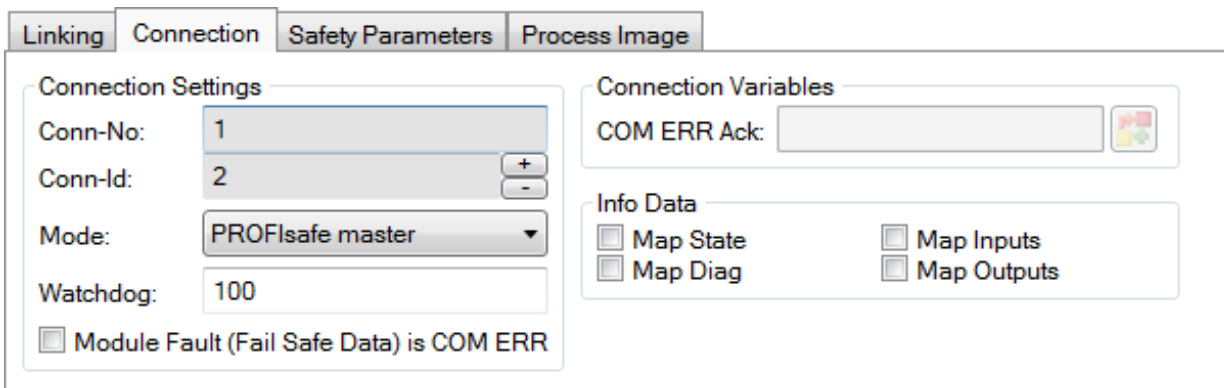 Linking Connection Safety Parameters Process Image
Connection Settings
Conn-No: 1
Conn-Id: 2 + -
Mode: PROFIsafe master
Watchdog: 100
Module Fault (Fail Safe Data) is COM ERR
Connection Variables
COM ERR Ack:
Info Data
Map State Map Inputs
Map Diag Map Outputs